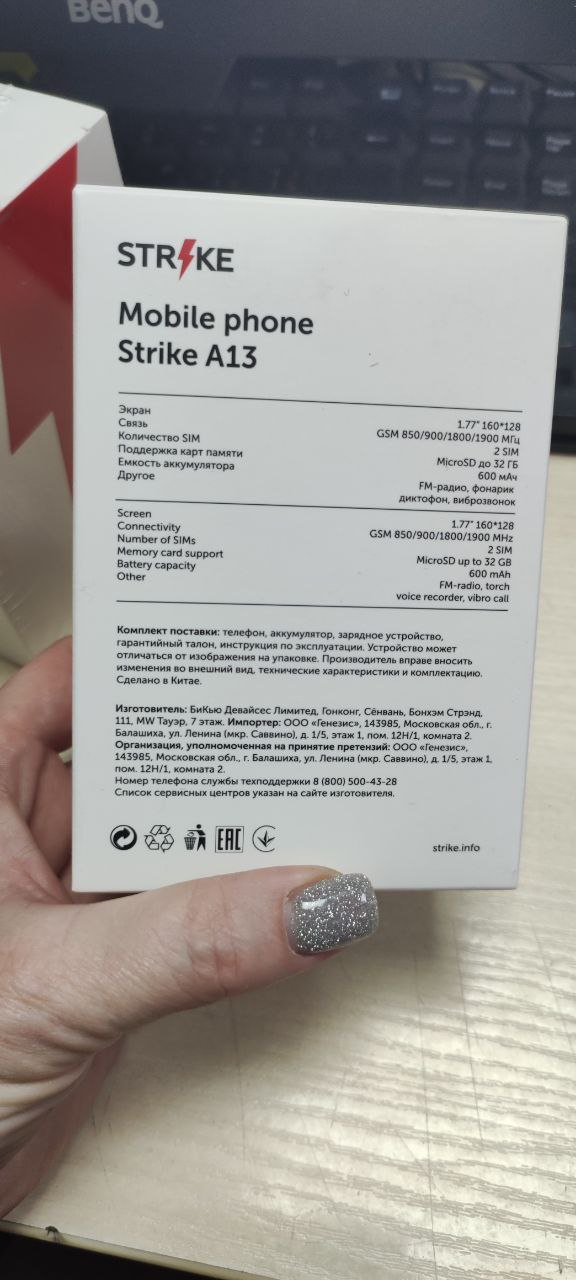 BenQ
STRIKE
Mobile phone
Strike A13
Экран 1.77" 160*128
Связь GSM 850/900/1800/1900 МГц
Количество SIM 2 SIM
Поддержка карт памяти MicroSD до 32 ГБ
Емкость аккумулятора 600 мАч
Другое FM-радио, фонарик
диктофон, виброзвонок
Screen 1.77" 160*128
Connectivity GSM 850/900/1800/1900 MHz
Number of SIMs 2 SIM
Memory card support MicroSD up to 32 GB
Battery capacity 600 mAh
Other FM-radio, torch
voice recorder, vibro call
Комплект поставки: телефон, аккумулятор, зарядное устройство,
гарантийный талон, инструкция по эксплуатации. Устройство может
отличаться от изображения на упаковке. Производитель вправе вносить
изменения во внешний вид, технические характеристики и комплектацию.
Сделано в Китае.
Изготовитель: БиКью Девайсес Лимитед, Гонконг, Сёнвань, Бонхэм Стрэнд,
111, MW Тауэр, 7 этаж. Импортер: ООО «Генезис», 143985, Московская обл., г.
Балашиха, ул. Ленина (мкр. Саввино), д. 1/5, этаж 1, пом. 12Н/1, комната 2.
Организация, уполномоченная на принятие претензий: ООО «Генезис»,
143985, Московская обл., г. Балашиха, ул. Ленина (мкр. Саввино), д. 1/5, этаж 1,
пом. 12Н/1, комната 2.
Номер телефона службы техподдержки 8 (800) 500-43-28
Список сервисных центров указан на сайте изготовителя.
EAC strike.info